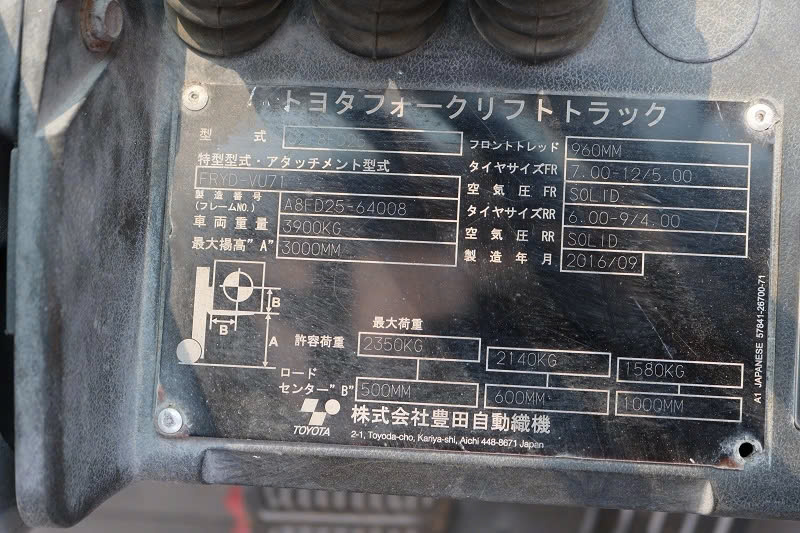 トヨタフォークリフトトラック
型式
フロントトレッド 960MM
特型型式・アタッチメント型式
タイヤサイズFR 7.00-12/5.00
FRYD-VU71
空気圧 FR SOLID
製造番号
(フレームNO.) A8FD25-64008
タイヤサイズRR 6.00-9/4.00
車両重量 3900KG
空気圧 RR SOLID
最大揚高"A" 3000MM
製造年月 2016/09
B
B
A
最大荷重
許容荷重 2350KG 2140KG 1580KG
ロード
センター"B" 500MM 600MM 1000MM
TOYOTA
株式会社豊田自動織機
2-1, Toyoda-cho, Kariya-shi, Aichi 448-8671 Japan
A1 JAPANESE 57841-26700-71